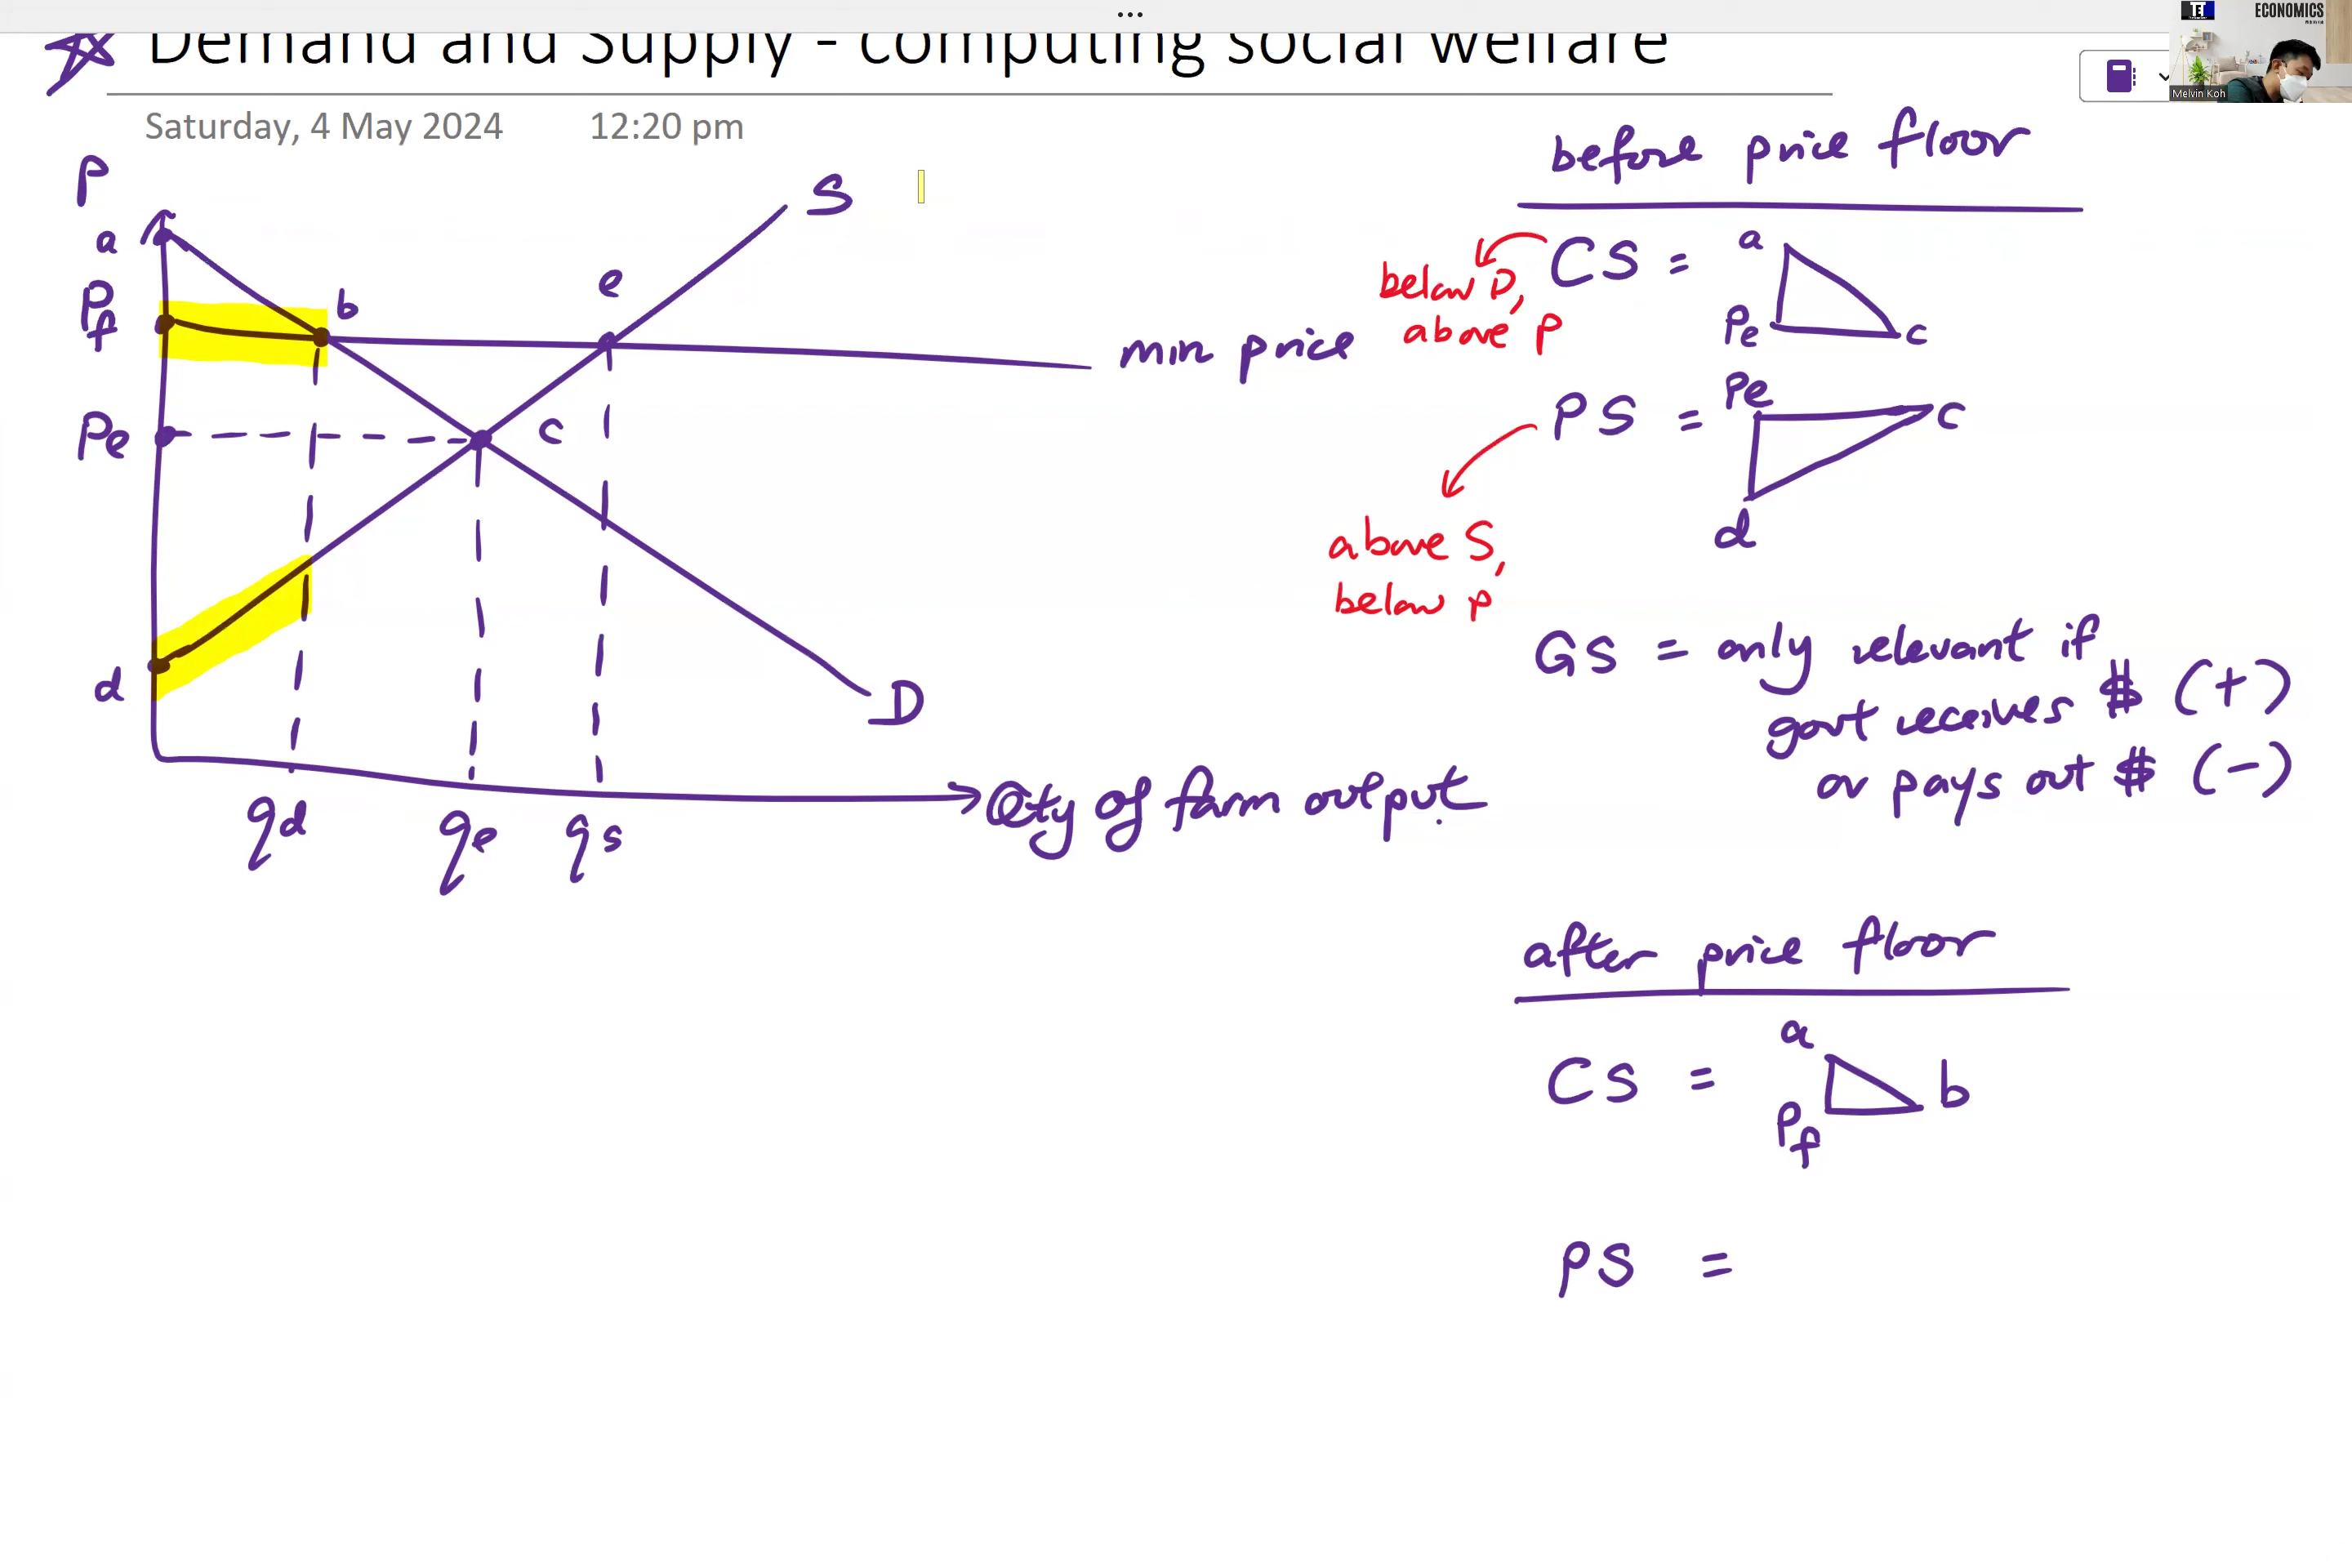 •••
ECONOMICS
Melvin Koh
Demand and Supply - computing social welfare
Saturday, 4 May 2024 12:20 pm
P
a
Pf
Pe
d
b
e
c
S
D
min price
qd qe qs
Qty of farm output
before price floor
CS = a Pe c
below D,
above P
PS = Pe c d
above S,
below P
GS = only relevant if
govt receives $ (+)
or pays out $ (-)
after price floor
CS = a Pf b
PS =